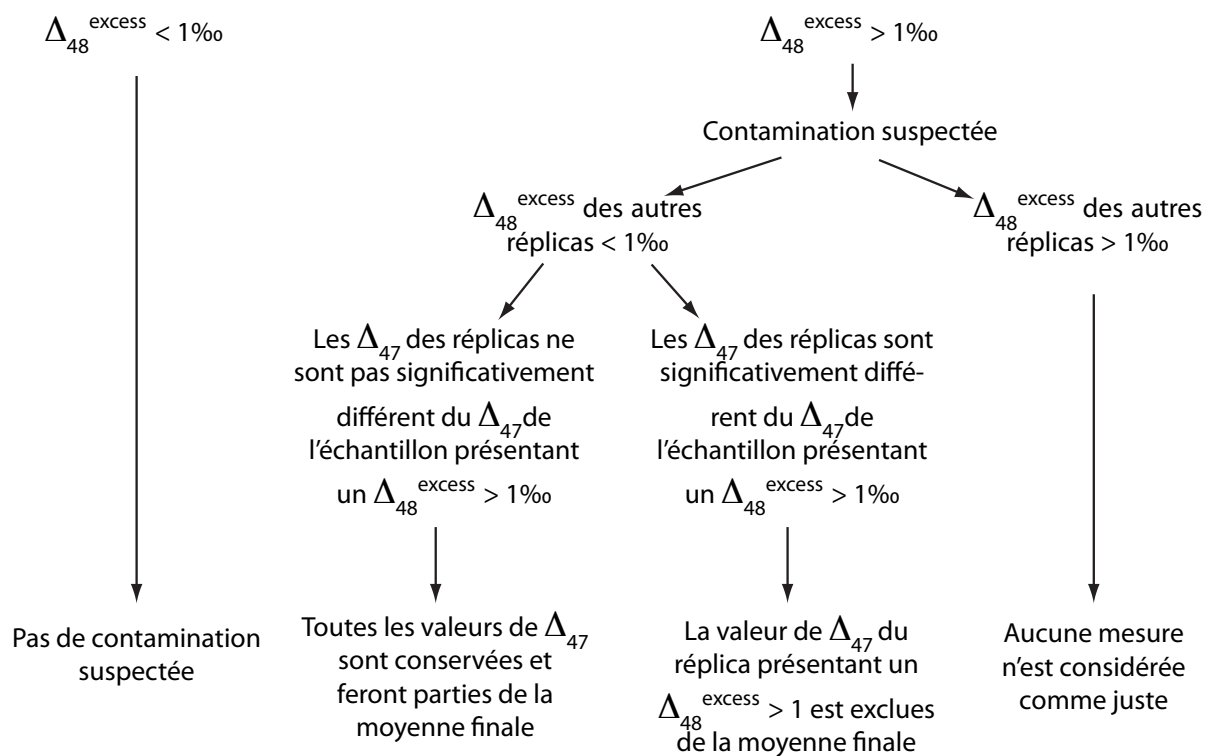 Δ48excess < 1‰
Δ48excess > 1‰
Contamination suspectée
Δ48excess des autres
réplicas < 1‰
Δ48excess des autres
réplicas > 1‰
Les Δ47 des réplicas ne
sont pas significativement
différent du Δ47de
l'échantillon présentant
un Δ48excess > 1‰
Les Δ47 des réplicas sont
significativement diffé-
rent du Δ47de
l'échantillon présentant
un Δ48excess > 1‰
Pas de contamination
suspectée
Toutes les valeurs de Δ47
sont conservées et
feront parties de la
moyenne finale
La valeur de Δ47 du
réplica présentant un
Δ48excess > 1 est exclues
de la moyenne finale
Aucune mesure
n'est considérée
comme juste